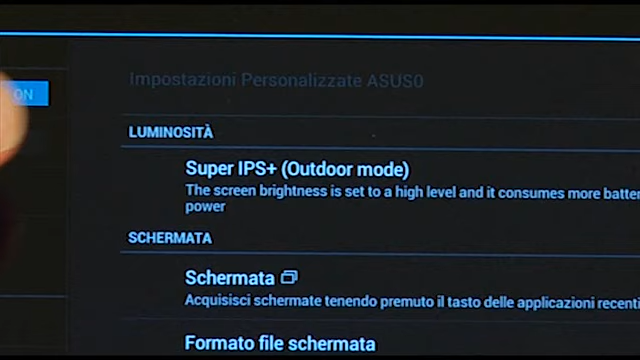 ON
Impostazioni Personalizzate ASUS0
LUMINOSITÀ
Super IPS+ (Outdoor mode)
The screen brightness is set to a high level and it consumes more
power
SCHERMATA
Schermata
Acquisisci schermate tenendo premuto il tasto delle applicazioni recenti
Formato file schermata